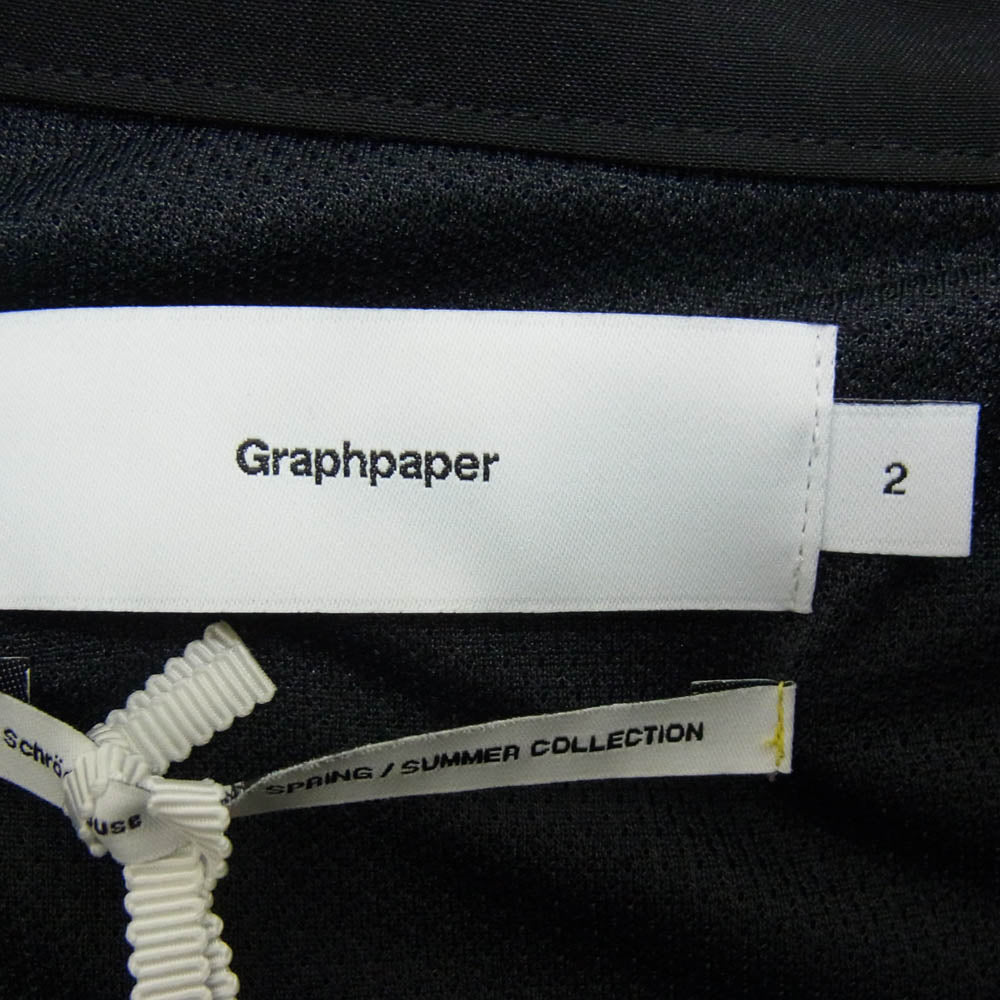 Graphpaper
2
SPRING / SUMMER COLLECTION